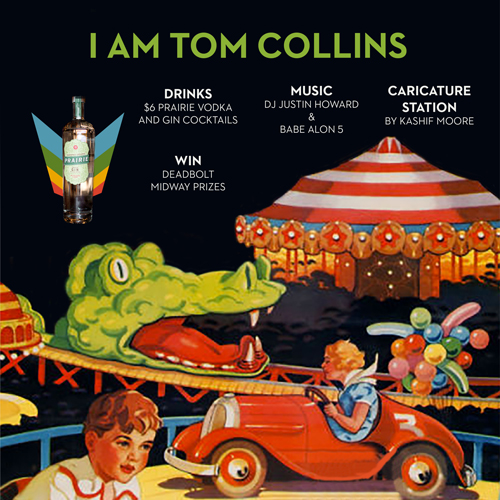 I AM TOM COLLINS
DRINKS
$6 PRAIRIE VODKA
AND GIN COCKTAILS
MUSIC
DJ JUSTIN HOWARD
&
BABE ALON 5
CARICATURE
STATION
BY KASHIF MOORE
WIN
DEADBOLT
MIDWAY PRIZES
PRAIRIE
3